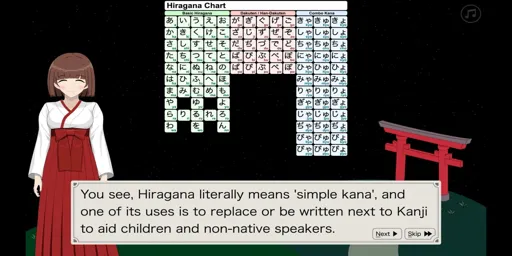 Hiragana Chart
Basic Hiragana Dakuten / Han-Dakuten Combo Kana
あ い う え お が ぎ ぐ げ ご きゃ きゅ きょ
か き く け こ ざ じ ず ぜ ぞ しゃ しゅ しょ
さ し す せ そ だ ぢ づ で ど ちゃ ちゅ ちょ
た ち つ て と ば び ぶ べ ぼ にゃ にゅ にょ
な に ぬ ね の ぱ ぴ ぷ ぺ ぽ ひゃ ひゅ ひょ
は ひ ふ へ ほ みゃ みゅ みょ
ま み む め も りゃ りゅ りょ
や ゆ よ ぎゃ ぎゅ ぎょ
ら り る れ ろ じゃ じゅ じょ
わ を ん びゃ びゅ びょ
ぴゃ ぴゅ ぴょ
You see, Hiragana literally means 'simple kana', and
one of its uses is to replace or be written next to Kanji
to aid children and non-native speakers.
Next Skip